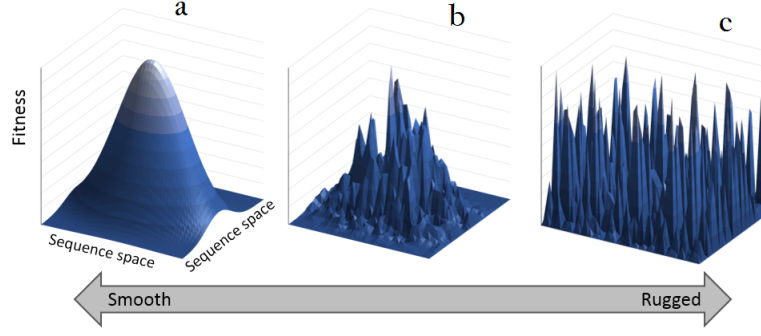 a
b
c
Fitness
Sequence space
Sequence space
Smooth
Rugged